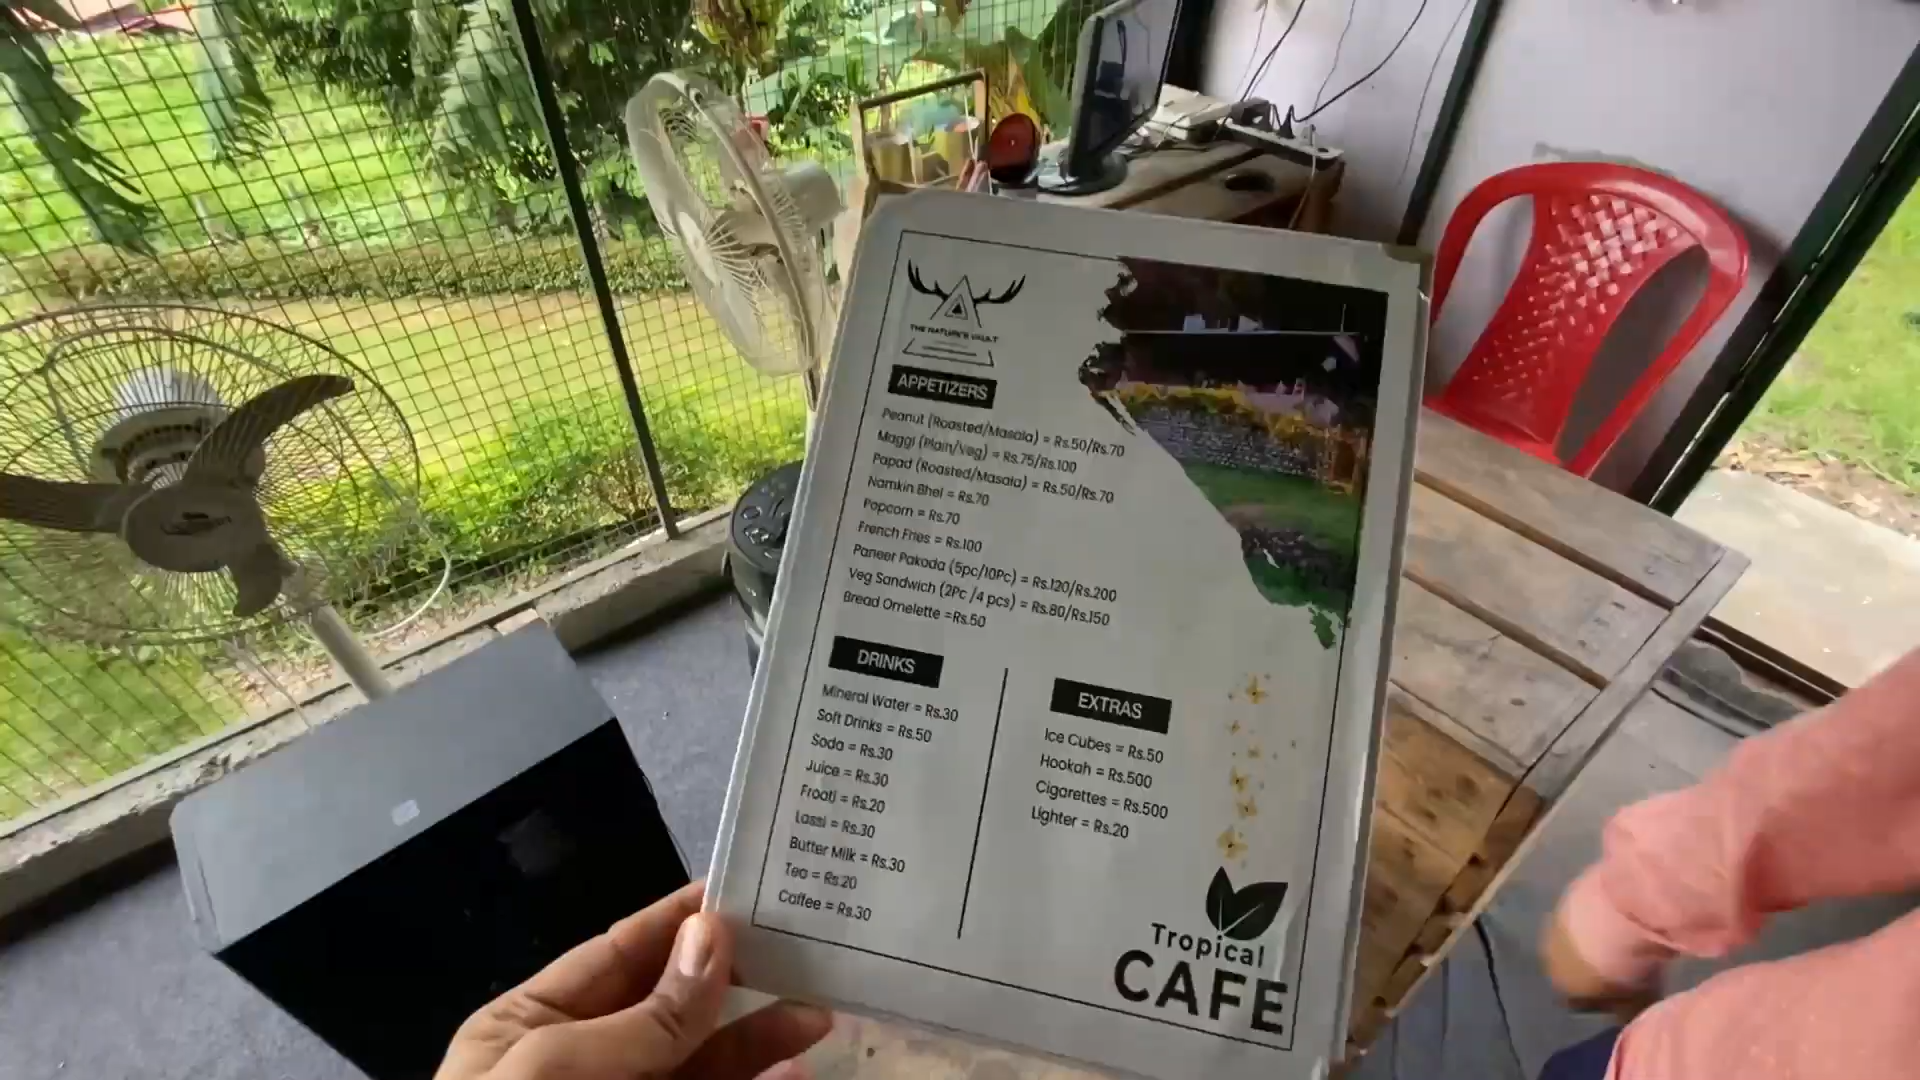 THE NATURE'S VAULT
APPETIZERS
Peanut (Roasted/Masala) = Rs.50/Rs.70
Maggi (Plain/Veg) = Rs.75/Rs.100
Papad (Roasted/Masala) = Rs.50/Rs.70
Namkin Bhel = Rs.70
Popcorn = Rs.70
French Fries = Rs.100
Paneer Pakoda (5pc/10Pc) = Rs.120/Rs.200
Veg Sandwich (2Pc /4 pcs) = Rs.80/Rs.150
Bread Omelette =Rs.50
DRINKS
Mineral Water = Rs.30
Soft Drinks = Rs.50
Soda = Rs.30
Juice = Rs.30
Frooti = Rs.20
Lassi = Rs.30
Butter Milk = Rs.30
Tea = Rs.20
Caffee = Rs.30
EXTRAS
Ice Cubes = Rs.50
Hookah = Rs.500
Cigarettes = Rs.500
Lighter = Rs.20
Tropical
CAFE